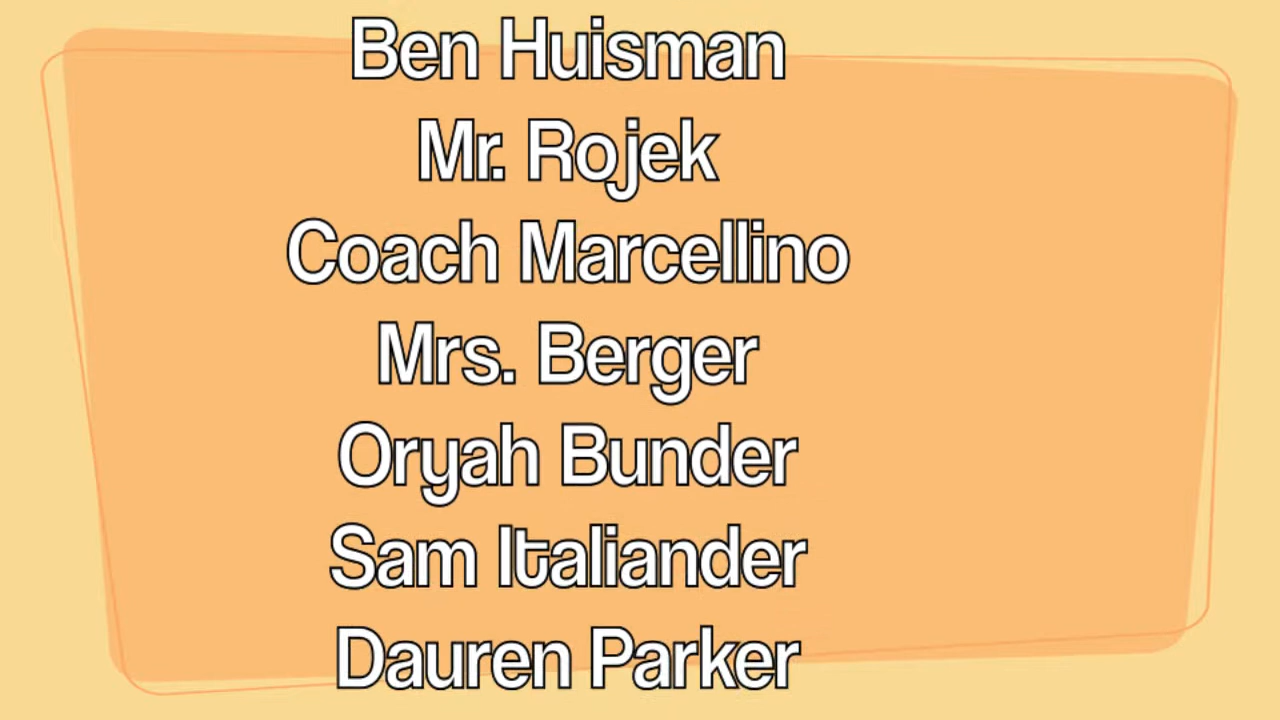 Ben Huisman
Mr. Rojek
Coach Marcellino
Mrs. Berger
Oryah Bunder
Sam Italiander
Dauren Parker